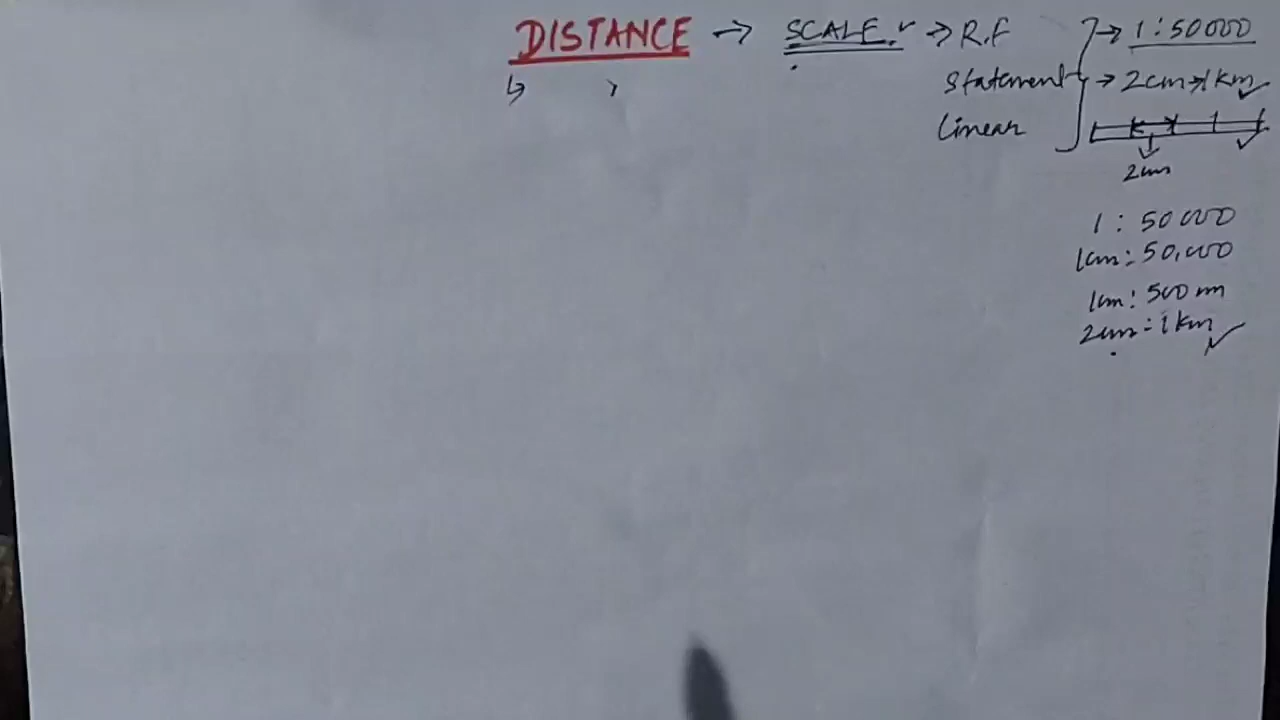 DISTANCE → SCALE. → R.F → 1:50000
Statement → 2cm→1km
Linear
2cm
1 : 50000
1cm: 50,000
1cm: 500 m
2cm = 1km